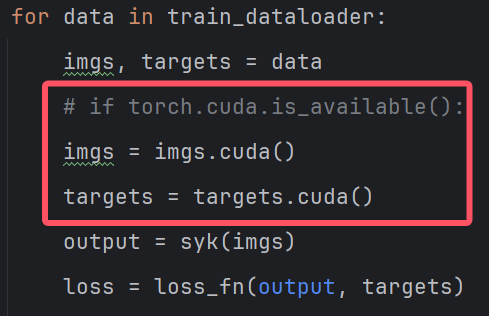 for data in train_dataloader:
imgs, targets = data
# if torch.cuda.is_available():
imgs = imgs.cuda()
targets = targets.cuda()
output = syk(imgs)
loss = loss_fn(output, targets)